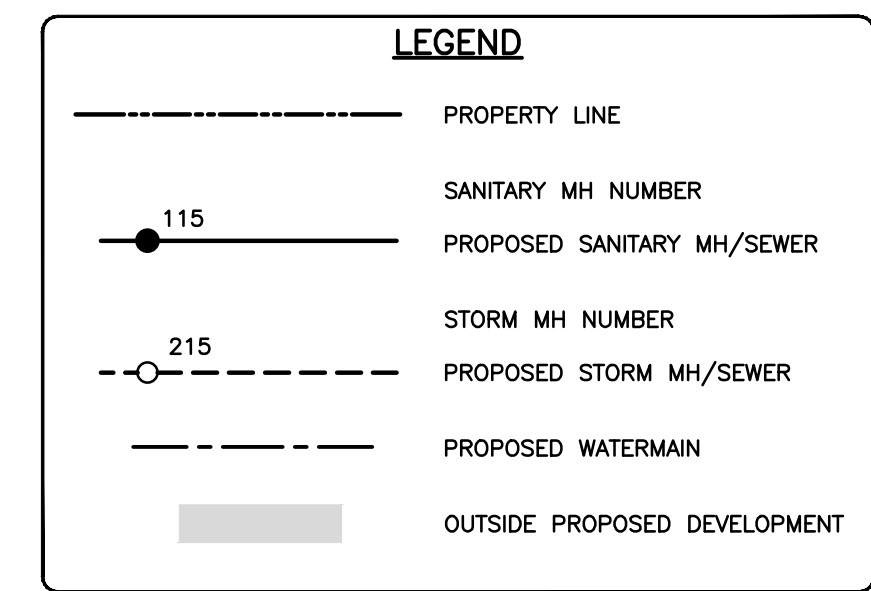 LEGEND
PROPERTY LINE
SANITARY MH NUMBER
115
PROPOSED SANITARY MH/SEWER
STORM MH NUMBER
215
PROPOSED STORM MH/SEWER
PROPOSED WATERMAIN
OUTSIDE PROPOSED DEVELOPMENT